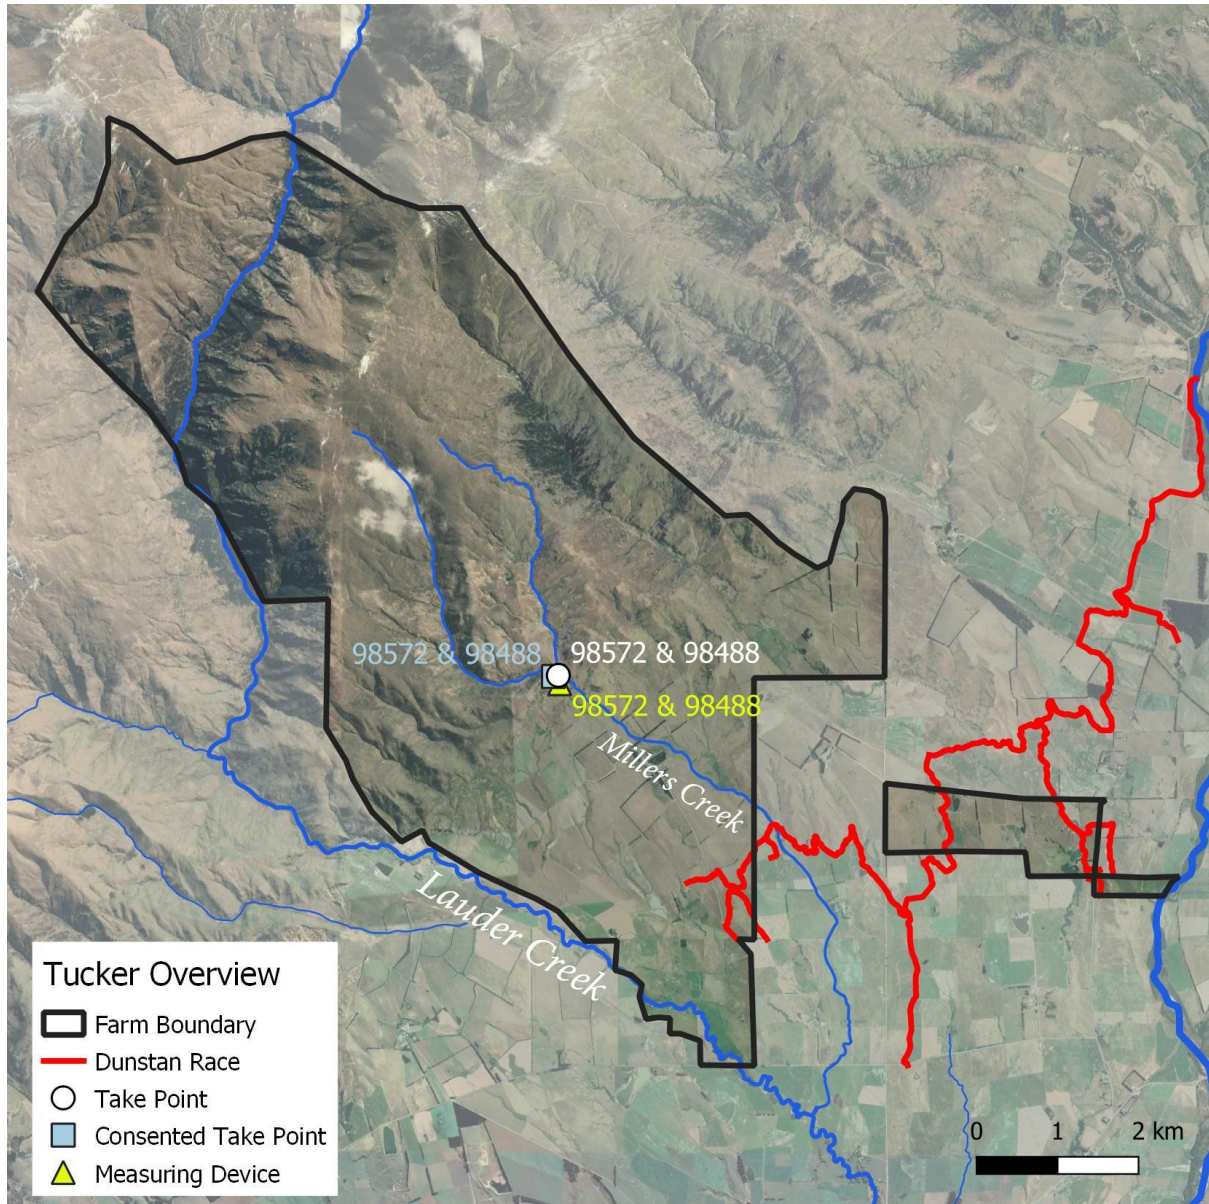 98572 & 98488
98572 & 98488
98572 & 98488
Millers Creek
Lauder Creek
Tucker Overview
Farm Boundary
Dunstan Race
Take Point
Consented Take Point
Measuring Device
0 1 2 km